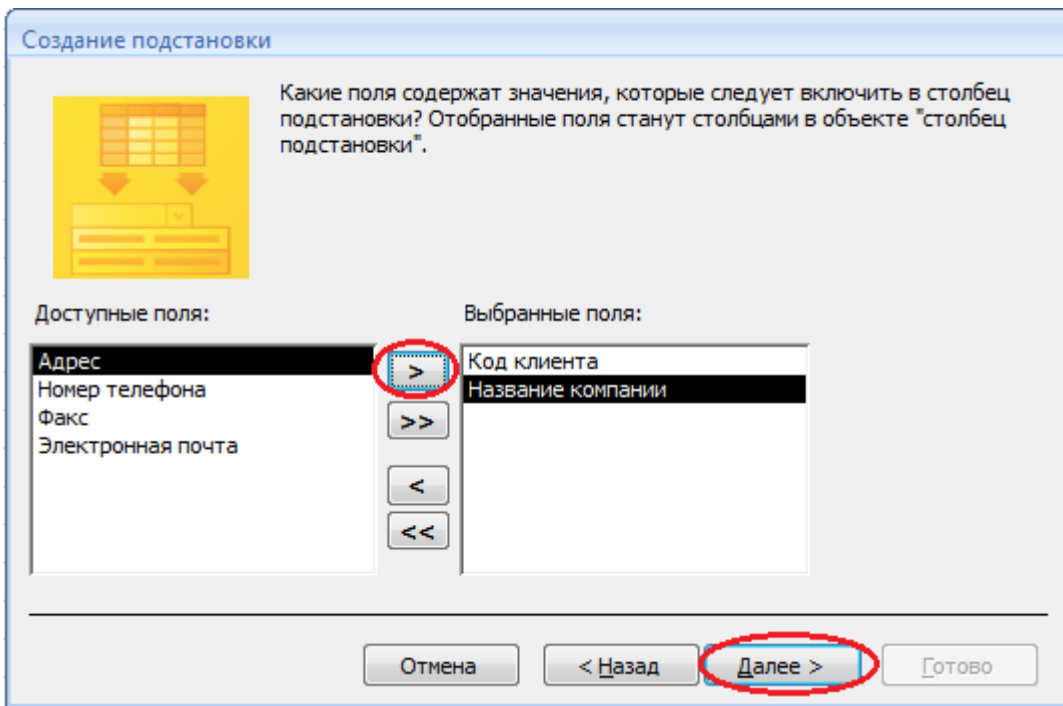 Создание подстановки
Какие поля содержат значения, которые следует включить в столбец
подстановки? Отобранные поля станут столбцами в объекте "столбец
подстановки".
Доступные поля:
Выбранные поля:
Адрес
Номер телефона
Факс
Электронная почта
>
>>
<
<<
Код клиента
Название компании
Отмена
< Назад
Далее >
Готово